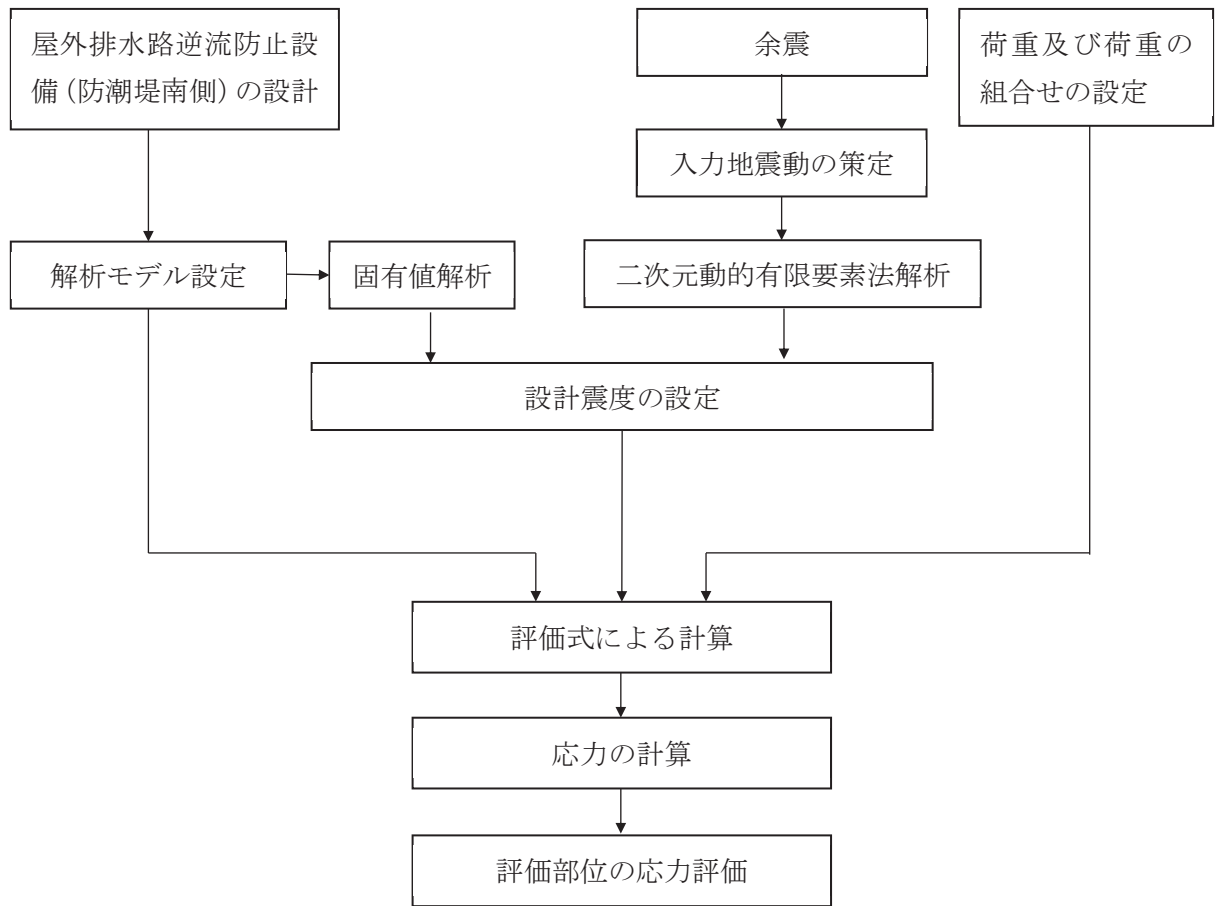 屋外排水路逆流防止設
備（防潮堤南側）の設計
余震
荷重及び荷重の
組合せの設定
入力地震動の策定
解析モデル設定
固有値解析
二次元動的有限要素法解析
設計震度の設定
評価式による計算
応力の計算
評価部位の応力評価